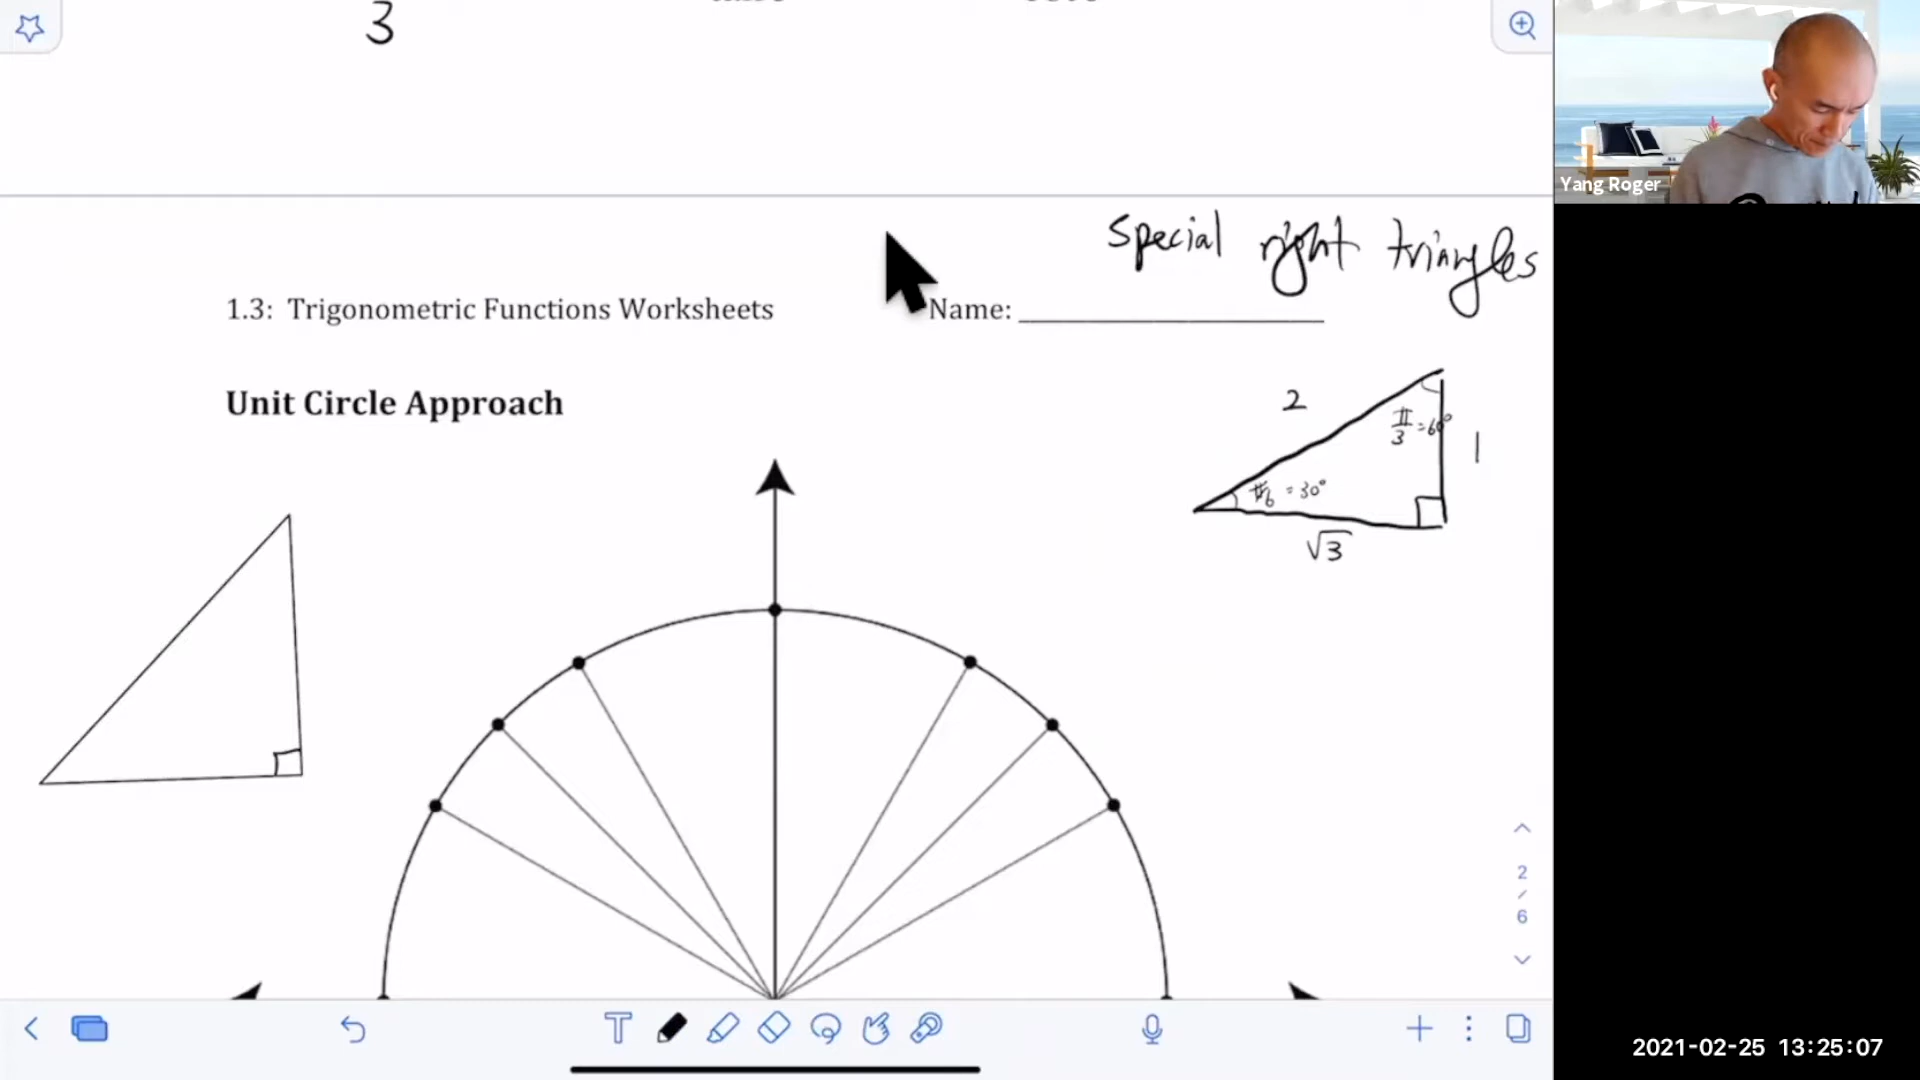 3
Yang Roger
special right triangles
1.3: Trigonometric Functions Worksheets
Name: ____________________
Unit Circle Approach
2
π/3 = 60°
1
π/6 = 30°
√3
2
/
6
T
2021-02-25 13:25:07